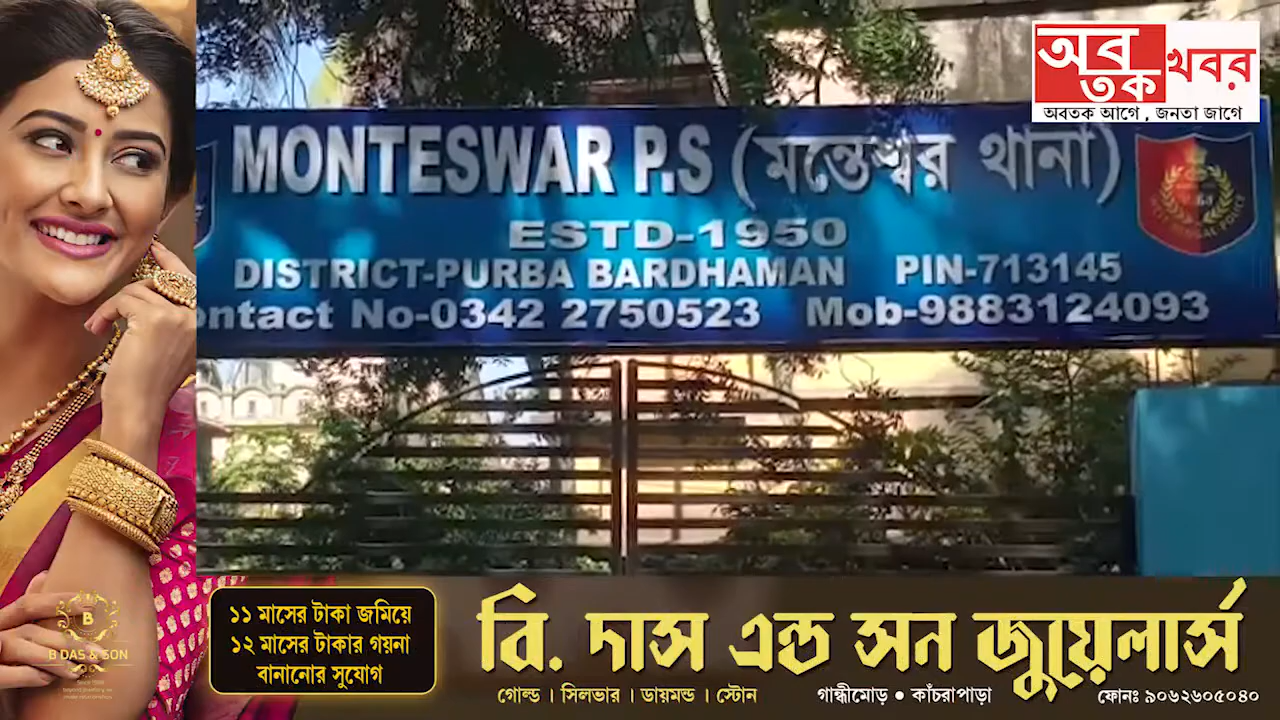 অব
তক খবর
অবতক আগে , জনতা জাগে
MONTESWAR P.S (মন্তেশ্বর থানা)
ESTD-1950
DISTRICT-PURBA BARDHAMAN PIN-713145
ontact No-0342 2750523 Mob-9883124093
B
B DAS & SON
১১ মাসের টাকা জমিয়ে
১২ মাসের টাকার গয়না
বানানোর সুযোগ
বি. দাস এন্ড সন জুয়েলার্স
গোল্ড । সিলভার । ডায়মন্ড । স্টোন গান্ধীমোড় • কাঁচরাপাড়া ফোনঃ ৯০৬২৬০৫০৪০